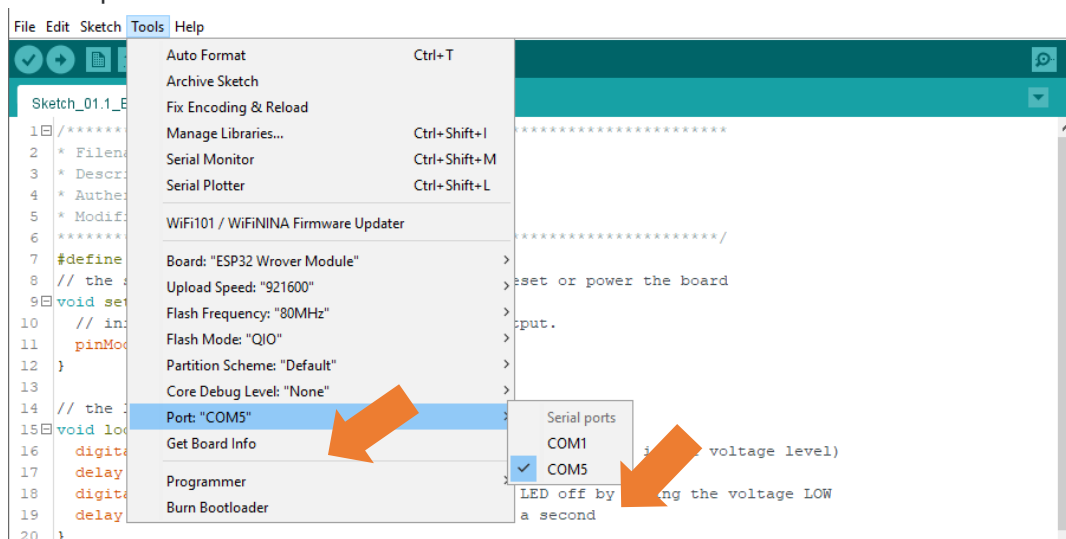 File Edit Sketch Tools Help
Auto Format Ctrl+T
Archive Sketch
Fix Encoding & Reload
Manage Libraries... Ctrl+Shift+I
Serial Monitor Ctrl+Shift+M
Serial Plotter Ctrl+Shift+L
WiFi101 / WiFiNINA Firmware Updater
Board: "ESP32 Wrover Module"
Upload Speed: "921600"
Flash Frequency: "80MHz"
Flash Mode: "QIO"
Partition Scheme: "Default"
Core Debug Level: "None"
Port: "COM5"
Get Board Info
Programmer
Burn Bootloader
Serial ports
COM1
COM5
Sketch_01.1_
1 /******* ************************
2 * Filen
3 * Descr
4 * Authe
5 * Modif
6 ******* ***********************/
7 #define
8 // the eset or power the board
9 void set
10 // in tput.
11 pinMo
12 }
13
14 // the
15 void loo
16 digita voltage level)
17 delay
18 digita LED off by ng the voltage LOW
19 delay a second
20 }